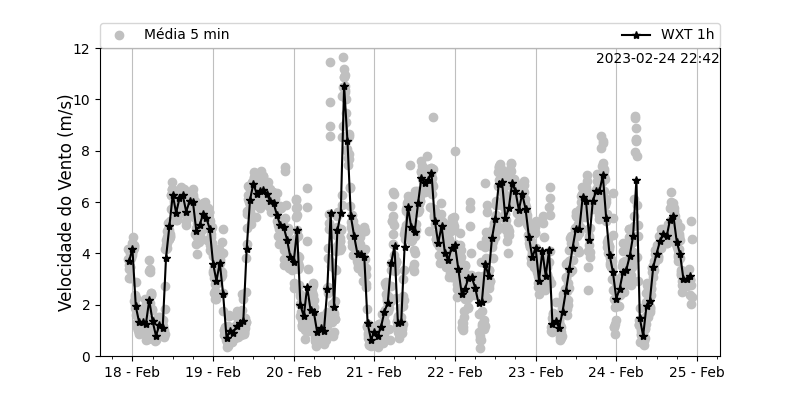 Média 5 min
WXT 1h
2023-02-24 22:42
Velocidade do Vento (m/s)
12
10
8
6
4
2
0
18 - Feb
19 - Feb
20 - Feb
21 - Feb
22 - Feb
23 - Feb
24 - Feb
25 - Feb